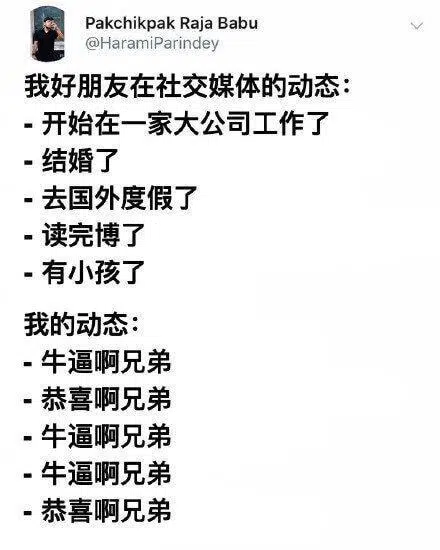 Pakchikpak Raja Babu
@HaramiParindey
我好朋友在社交媒体的动态：
- 开始在一家大公司工作了
- 结婚了
- 去国外度假了
- 读完博了
- 有小孩了
我的动态：
- 牛逼啊兄弟
- 恭喜啊兄弟
- 牛逼啊兄弟
- 牛逼啊兄弟
- 恭喜啊兄弟